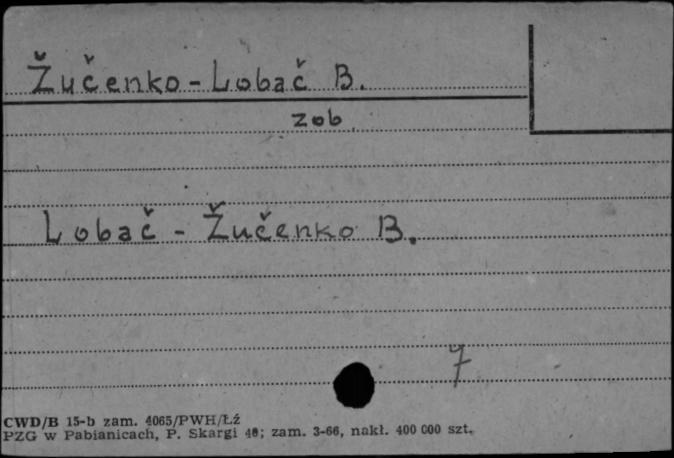 Žučenko-Lobač B.
zob
Lobač - Žučenko B.
7
CWD/B 15-b zam. 4065/PWH/Łź
PZG w Pabianicach, P. Skargi 48; zam. 3-66, nakł. 400 000 szt.